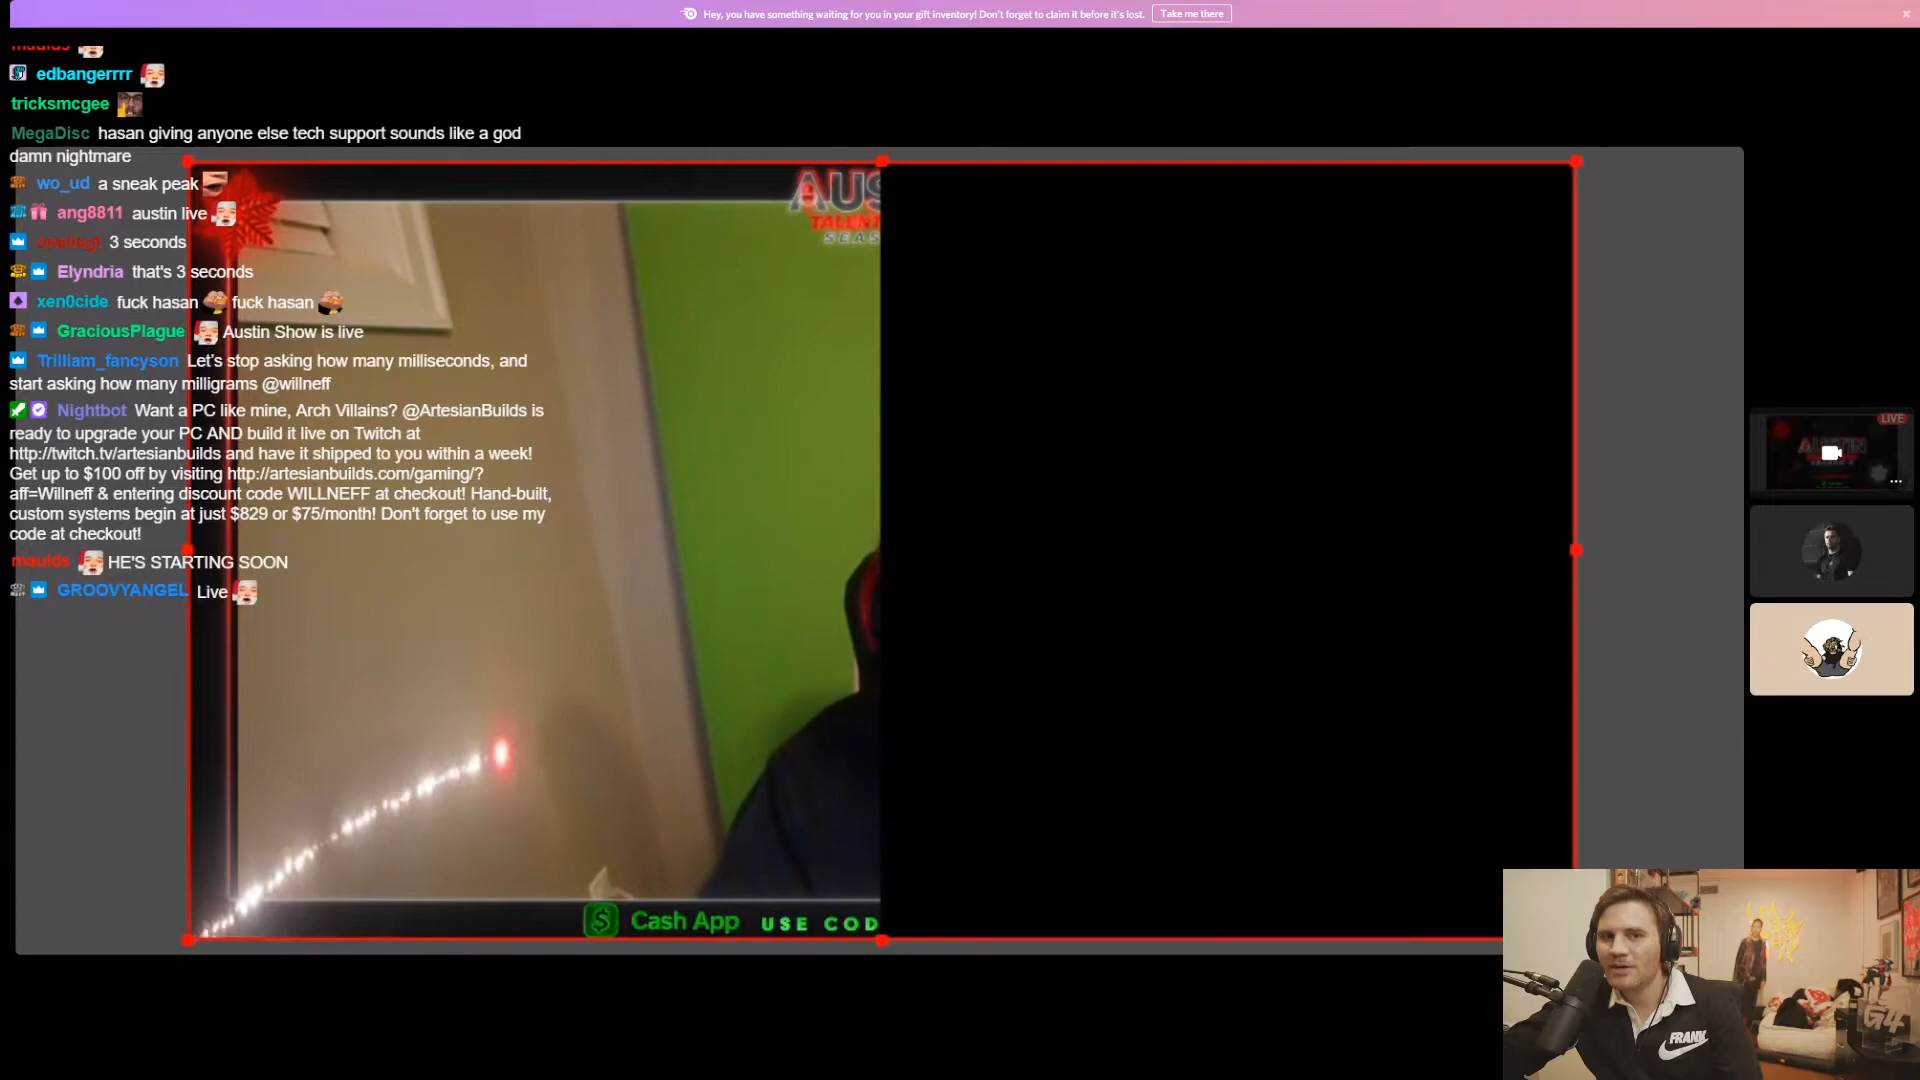 Hey, you have something waiting for you in your gift inventory! Don't forget to claim it before it's lost. Take me there
maulds
edbangerrrr
tricksmcgee
MegaDisc hasan giving anyone else tech support sounds like a god
damn nightmare
wo_ud a sneak peak
ang8811 austin live
3 seconds
Elyndria that's 3 seconds
xen0cide fuck hasan fuck hasan
GraciousPlague Austin Show is live
Trilliam_fancyson Let's stop asking how many milliseconds, and
start asking how many milligrams @willneff
Nightbot Want a PC like mine, Arch Villains? @ArtesianBuilds is
ready to upgrade your PC AND build it live on Twitch at
http://twitch.tv/artesianbuilds and have it shipped to you within a week!
Get up to $100 off by visiting http://artesianbuilds.com/gaming/?
aff=Willneff & entering discount code WILLNEFF at checkout! Hand-built,
custom systems begin at just $829 or $75/month! Don't forget to use my
code at checkout!
maulds HE'S STARTING SOON
GROOVYANGEL Live
AUS
TALENT
SEAS
$ Cash App USE COD
LIVE
AUSTIN
FRANK
G4